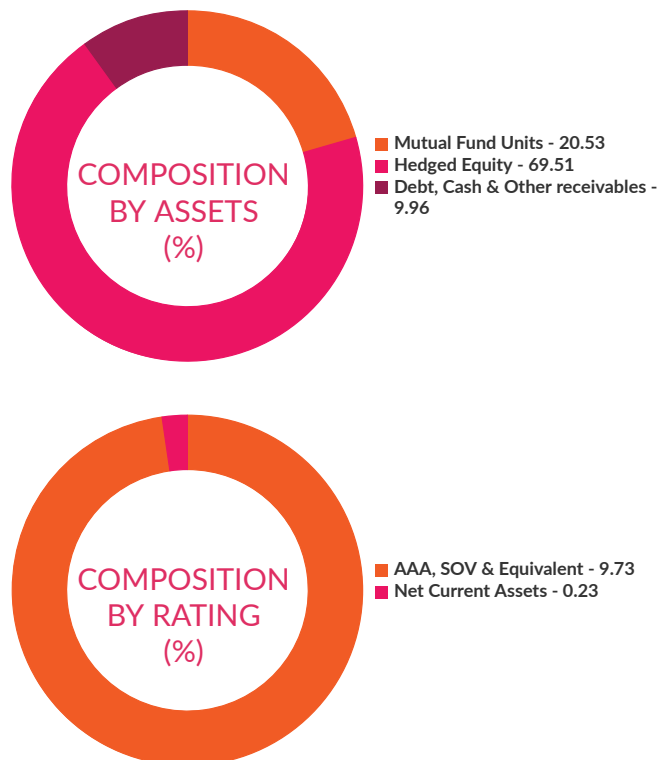 COMPOSITION
BY ASSETS
(%)
Mutual Fund Units - 20.53
Hedged Equity - 69.51
Debt, Cash & Other receivables -
9.96
COMPOSITION
BY RATING
(%)
AAA, SOV & Equivalent - 9.73
Net Current Assets - 0.23